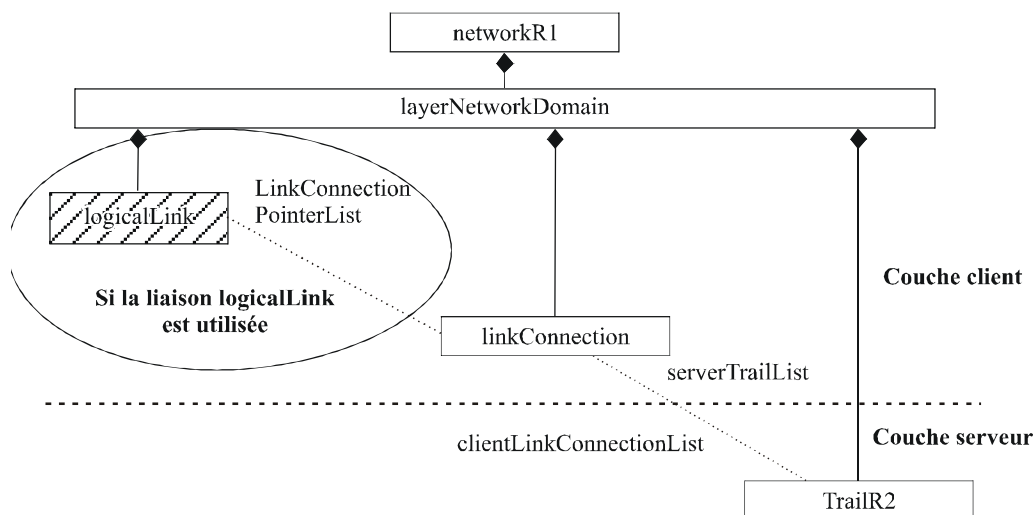 networkR1
layerNetworkDomain
logicalLink
LinkConnection
PointerList
Si la liaison logicalLink
est utilisée
Couche client
linkConnection
serverTrailList
clientLinkConnectionList
Couche serveur
TrailR2